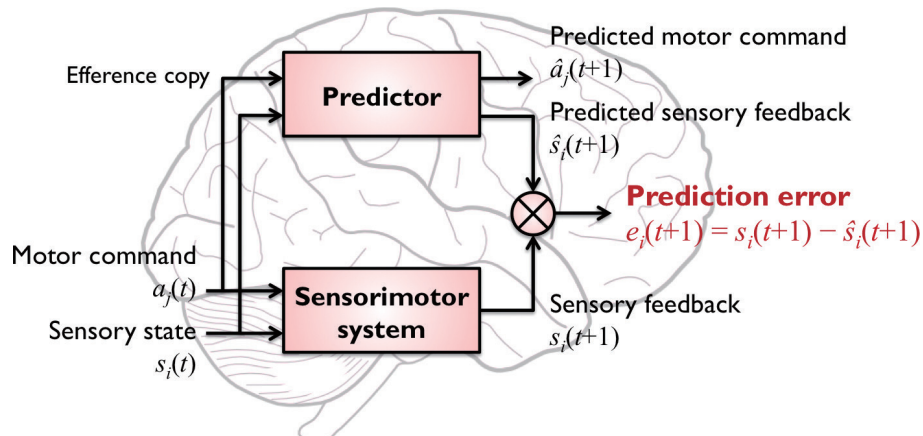 Efference copy
Predictor
Predicted motor command
âⱼ(t+1)
Predicted sensory feedback
ŝᵢ(t+1)
Prediction error
eᵢ(t+1) = sᵢ(t+1) − ŝᵢ(t+1)
Motor command
aⱼ(t)
Sensory state
sᵢ(t)
Sensorimotor
system
Sensory feedback
sᵢ(t+1)